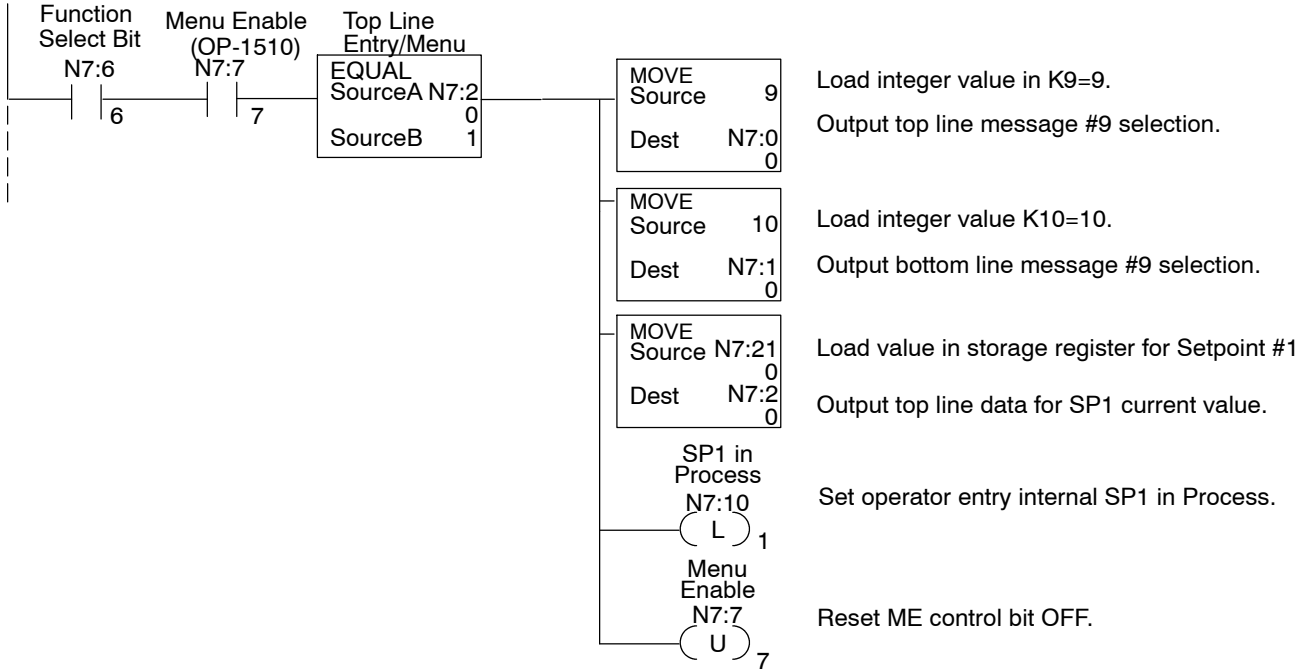 Function
Select Bit
N7:6
6
Menu Enable
(OP-1510)
N7:7
7
Top Line
Entry/Menu
EQUAL
SourceA N7:2
0
SourceB 1
MOVE
Source 9
Dest N7:0
0
Load integer value in K9=9.
Output top line message #9 selection.
MOVE
Source 10
Dest N7:1
0
Load integer value K10=10.
Output bottom line message #9 selection.
MOVE
Source N7:21
0
Dest N7:2
0
Load value in storage register for Setpoint #1
Output top line data for SP1 current value.
SP1 in
Process
N7:10
L
1
Set operator entry internal SP1 in Process.
Menu
Enable
N7:7
U
7
Reset ME control bit OFF.